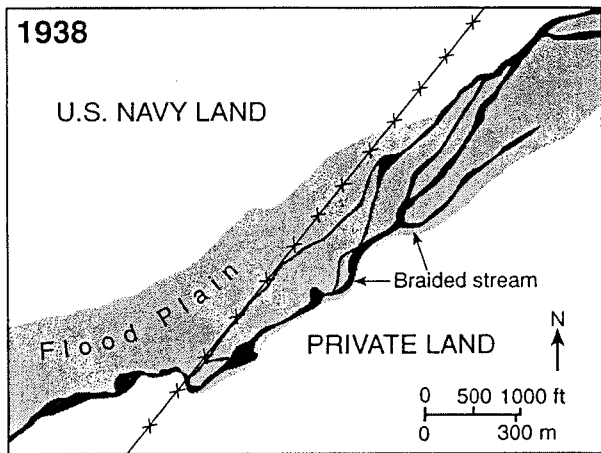 1938
U.S. NAVY LAND
Flood Plain
Braided stream
PRIVATE LAND
N
0 500 1000 ft
0 300 m